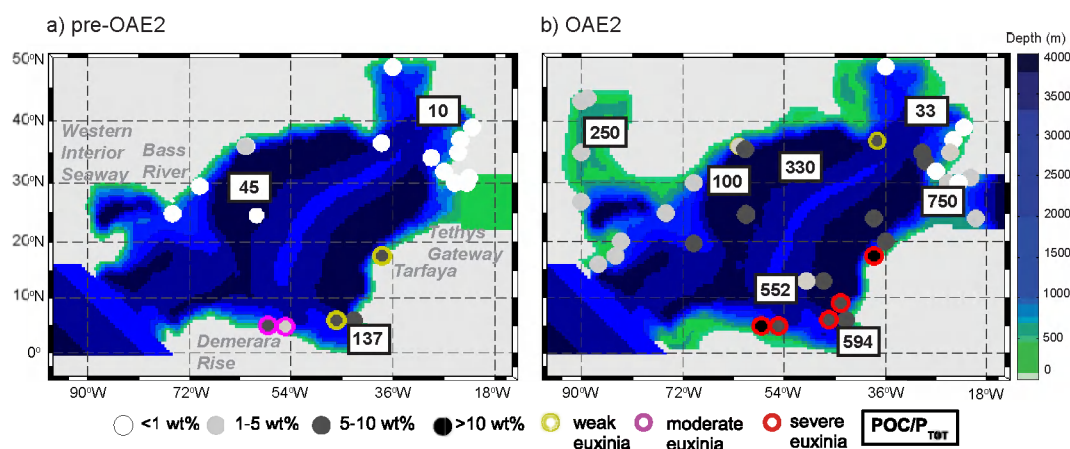 a) pre-OAE2
b) OAE2
Depth (m)
50°N
40°N
30°N
20°N
10°N
0°
90°W
72°W
54°W
36°W
18°W
Western
Interior
Seaway
Bass
River
Tethys
Gateway
Tarfaya
Demerara
Rise
10
45
137
90°W
72°W
54°W
36°W
18°W
250
33
330
100
750
552
594
4000
3500
3000
2500
2000
1500
1000
500
0
<1 wt%
1-5 wt%
5-10 wt%
>10 wt%
weak
euxinia
moderate
euxinia
severe
euxinia
POC/P_TOT